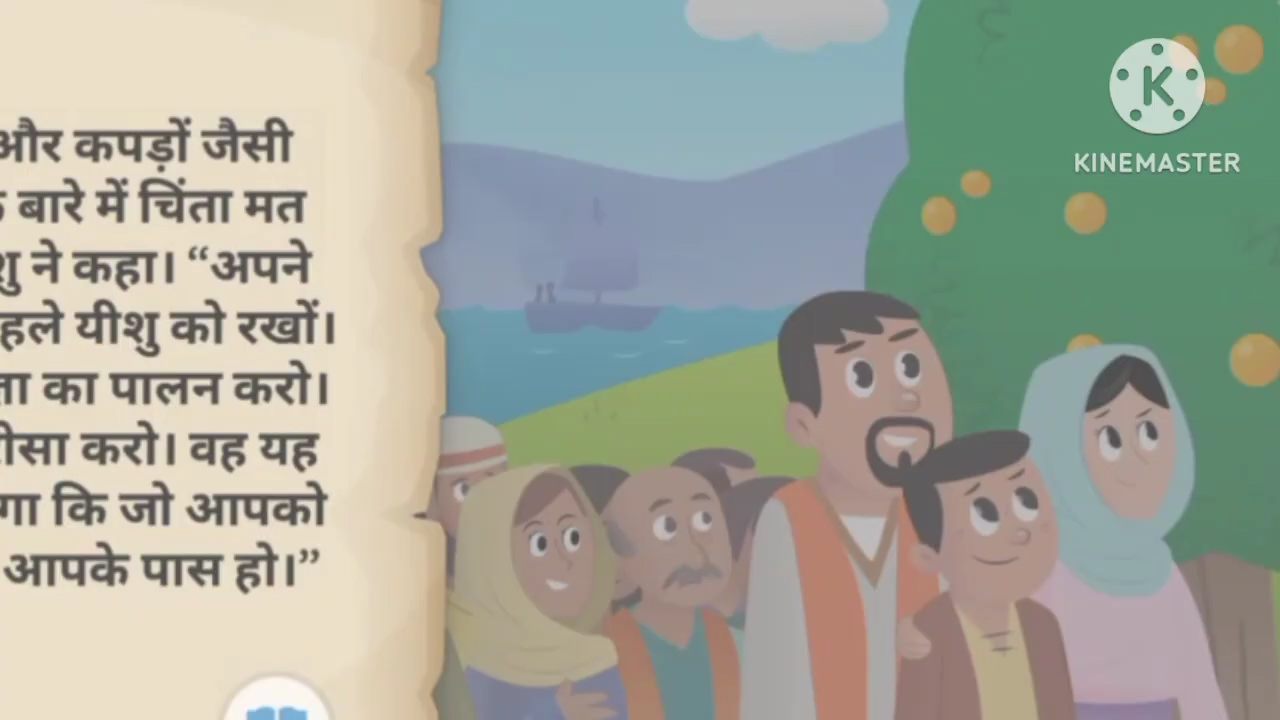 और कपड़ों जैसी
बारे में चिंता मत
ने कहा। “अपने
यीशु को रखों।
का पालन करो।
करो। वह यह
कि जो आपको
आपके पास हो।”
K
KINEMASTER